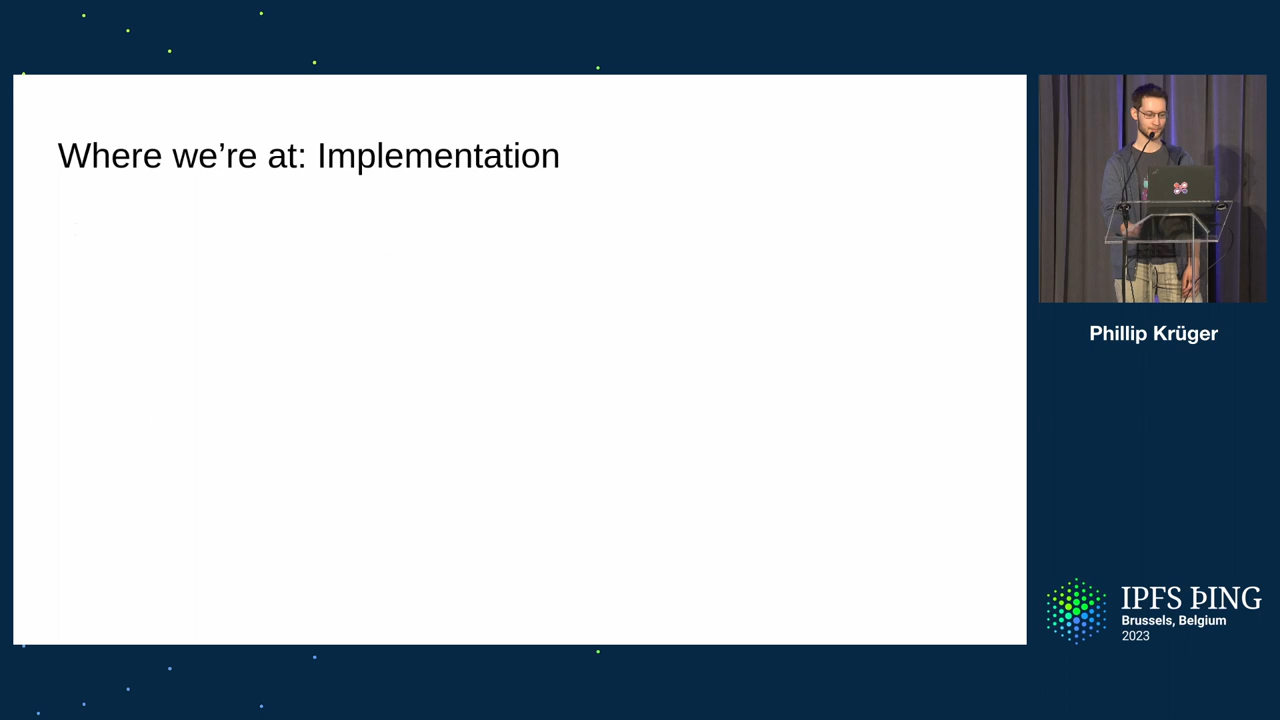 Where we're at: Implementation
Phillip Krüger
IPFS ÞING
Brussels, Belgium
2023